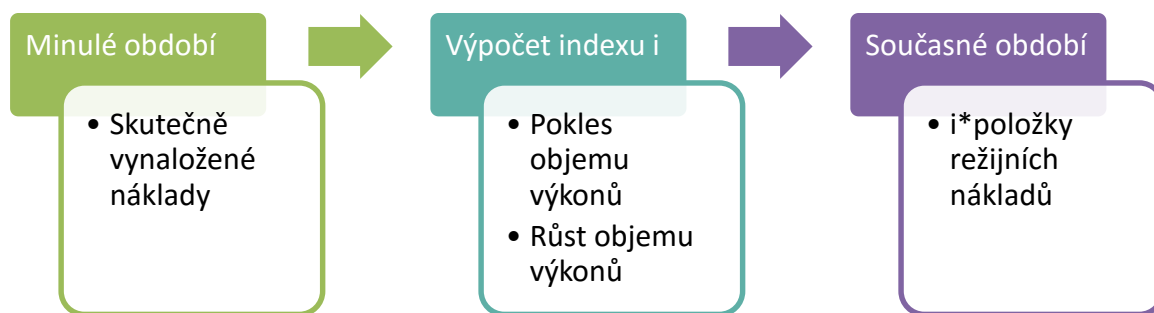 Minulé období
• Skutečně
vynaložené
náklady
Výpočet indexu i
• Pokles
objemu
výkonů
• Růst objemu
výkonů
Současné období
• i*položky
režijních
nákladů